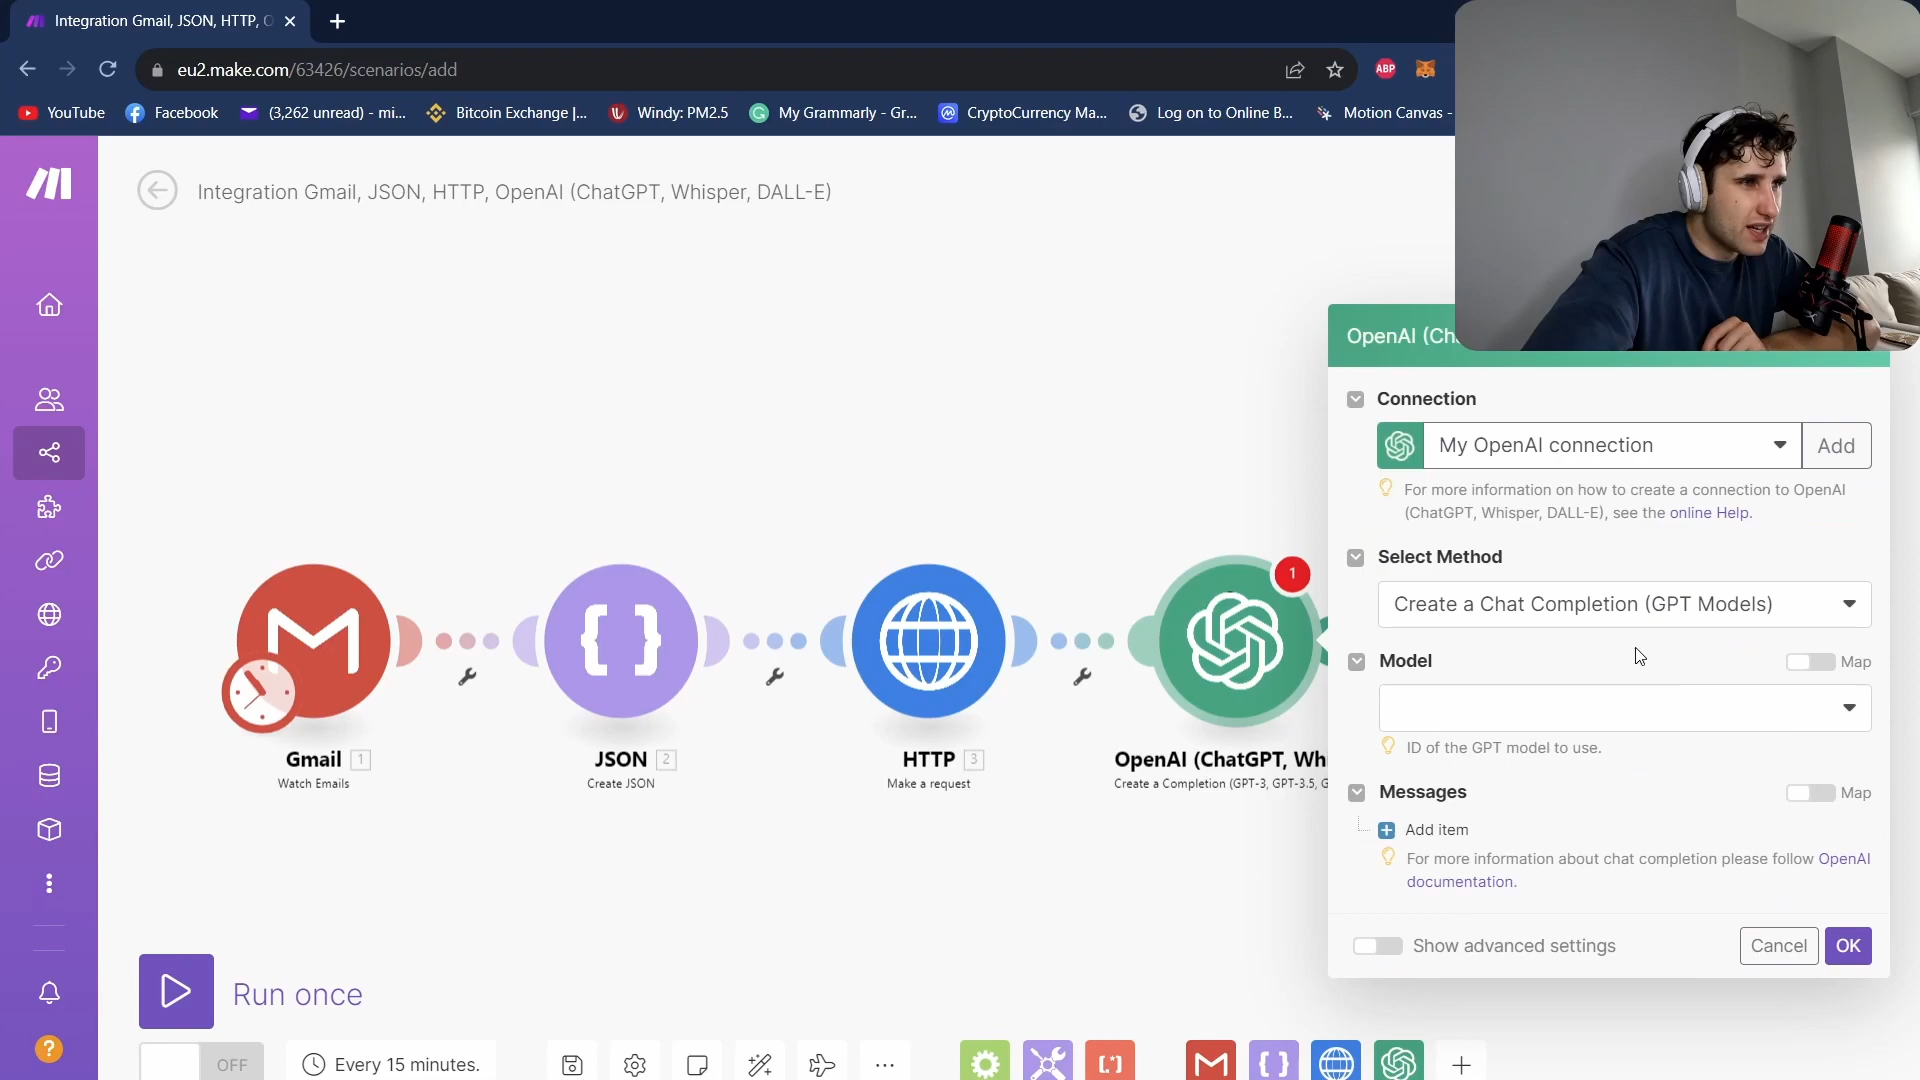 Integration Gmail, JSON, HTTP, O
eu2.make.com/63426/scenarios/add
ABP
YouTube
Facebook
(3,262 unread) - mi...
Bitcoin Exchange |...
Windy: PM2.5
My Grammarly - Gr...
CryptoCurrency Ma...
Log on to Online B...
Motion Canvas -
Integration Gmail, JSON, HTTP, OpenAI (ChatGPT, Whisper, DALL-E)
OpenAI (Ch
Connection
My OpenAI connection
Add
For more information on how to create a connection to OpenAI
(ChatGPT, Whisper, DALL-E), see the online Help.
Select Method
Create a Chat Completion (GPT Models)
Model
Map
ID of the GPT model to use.
Messages
Map
Add item
For more information about chat completion please follow OpenAI
documentation.
Show advanced settings
Cancel
OK
1
Gmail 1
Watch Emails
JSON 2
Create JSON
HTTP 3
Make a request
OpenAI (ChatGPT, Whi
Create a Completion (GPT-3, GPT-3.5, G
Run once
OFF
Every 15 minutes.